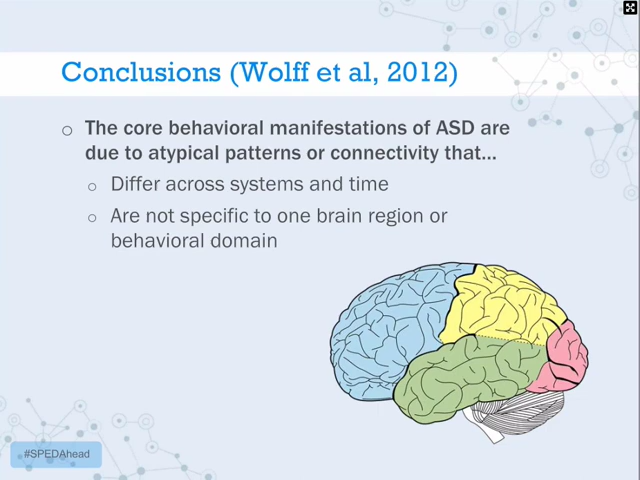 Conclusions (Wolff et al, 2012)
The core behavioral manifestations of ASD are
due to atypical patterns or connectivity that...
Differ across systems and time
Are not specific to one brain region or
behavioral domain
#SPEDAhead